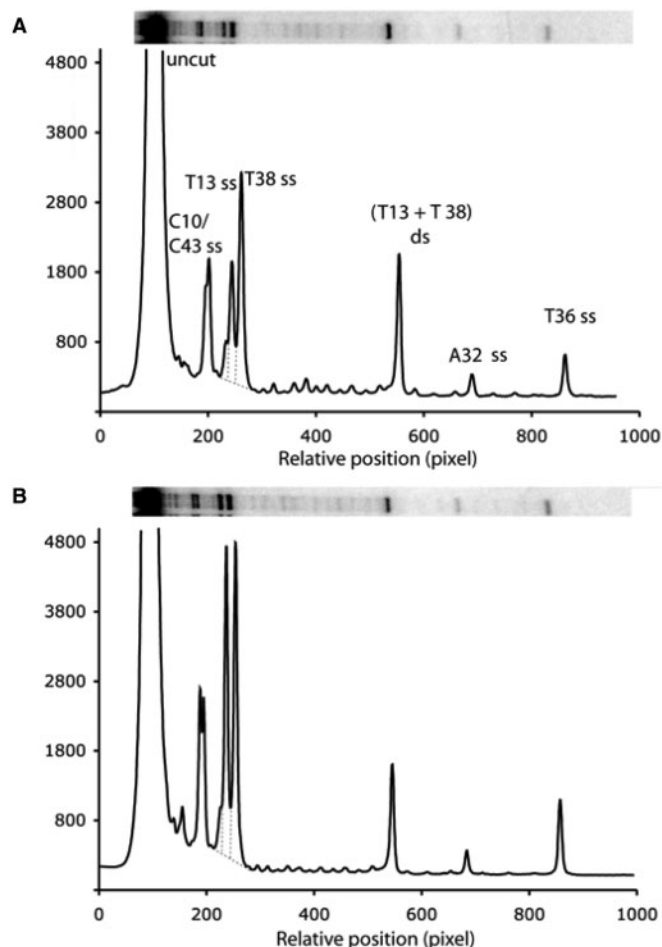 A
4800
uncut
3800
T13 ss T38 ss
2800
(T13 + T 38)
ds
C10/
C43 ss
1800
T36 ss
800
A32 ss
0 200 400 600 800 1000
Relative position (pixel)
B
4800
3800
2800
1800
800
0 200 400 600 800 1000
Relative position (pixel)